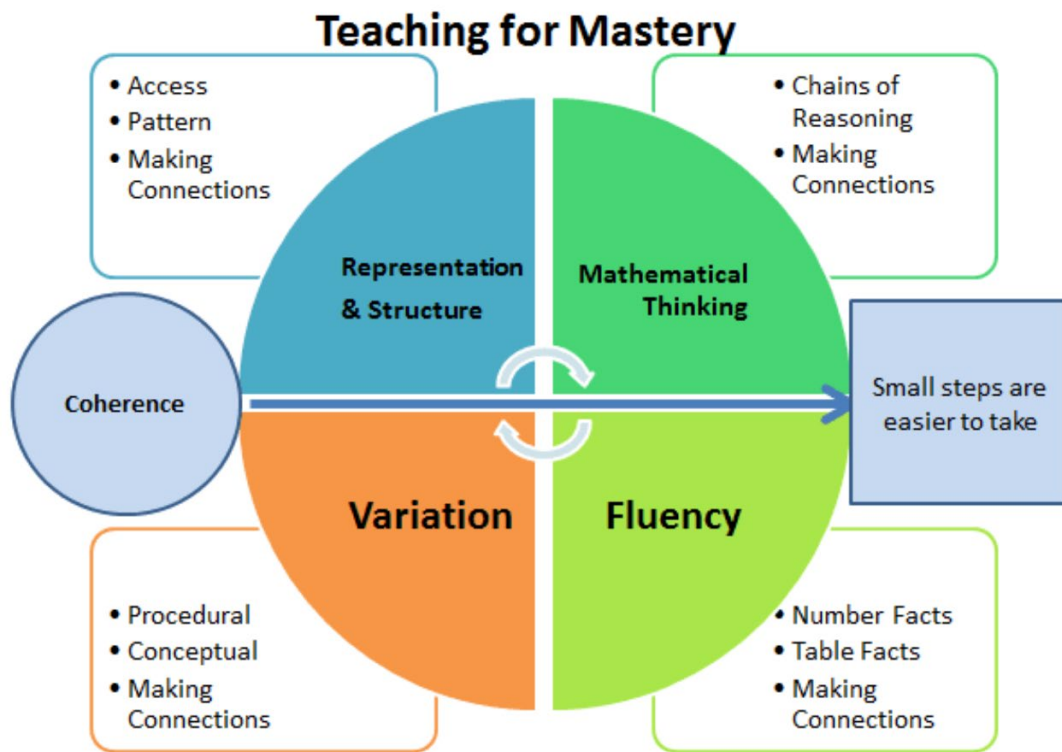 Teaching for Mastery
• Access
• Pattern
• Making
Connections
• Chains of
Reasoning
• Making
Connections
Representation
& Structure
Mathematical
Thinking
Coherence
Small steps are
easier to take
Variation
Fluency
• Procedural
• Conceptual
• Making
Connections
• Number Facts
• Table Facts
• Making
Connections